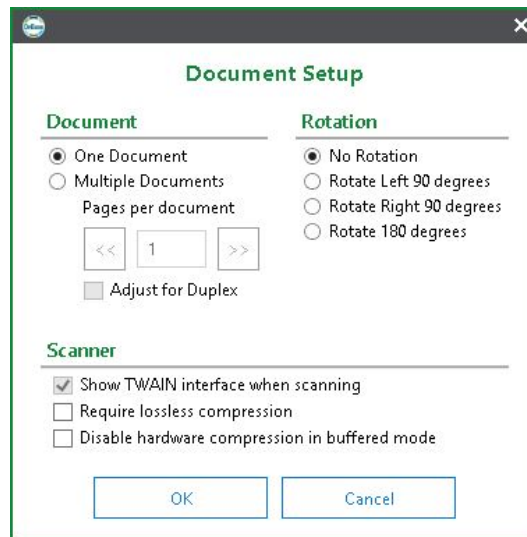 OnBase
Document Setup
Document
One Document
Multiple Documents
Pages per document
<<
1
>>
Adjust for Duplex
Rotation
No Rotation
Rotate Left 90 degrees
Rotate Right 90 degrees
Rotate 180 degrees
Scanner
Show TWAIN interface when scanning
Require lossless compression
Disable hardware compression in buffered mode
OK
Cancel